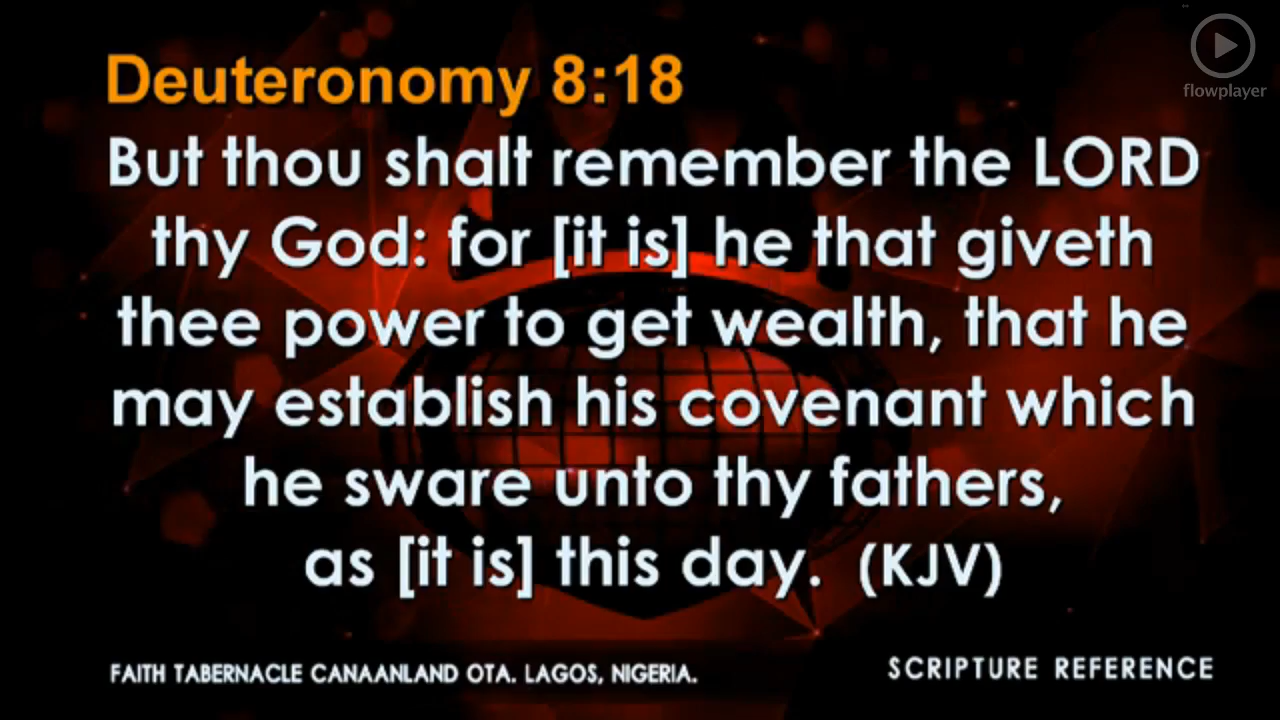 Deuteronomy 8:18
flowplayer
But thou shalt remember the LORD
thy God: for [it is] he that giveth
thee power to get wealth, that he
may establish his covenant which
he sware unto thy fathers,
as [it is] this day. (KJV)
FAITH TABERNACLE CANAANLAND OTA. LAGOS, NIGERIA.
SCRIPTURE REFERENCE